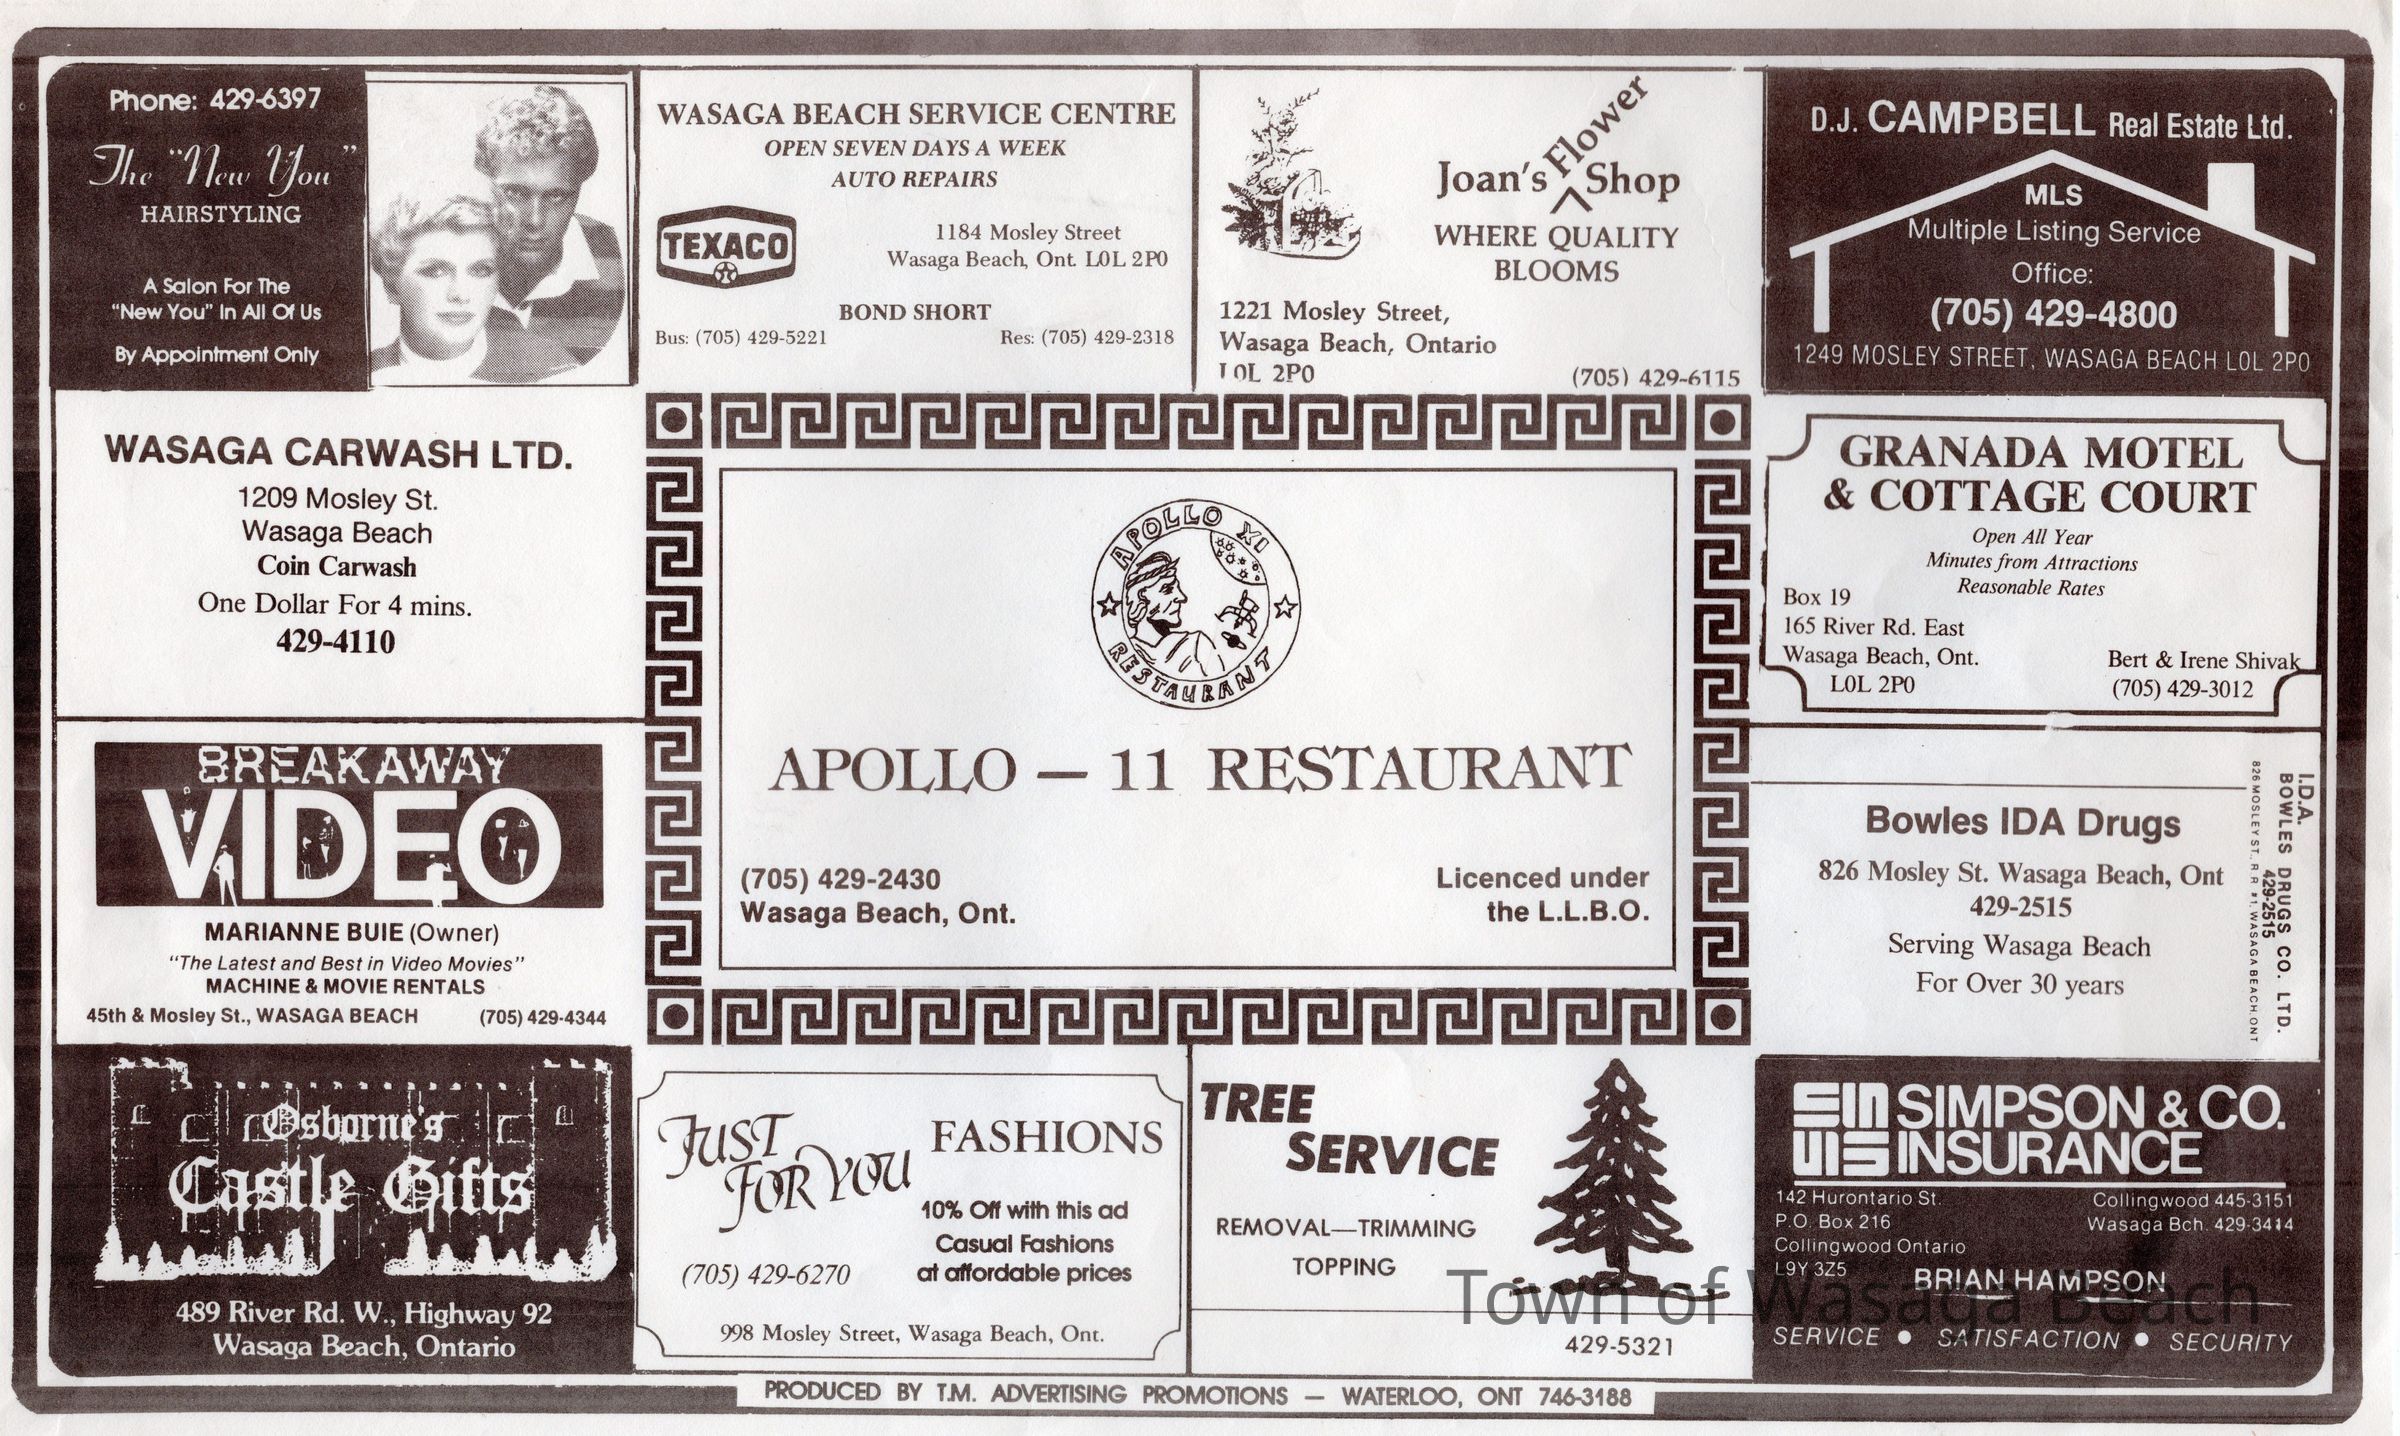 Phone: 429-6397
The "New You"
HAIRSTYLING
A Salon For The
"New You" In All Of Us
By Appointment Only
WASAGA BEACH SERVICE CENTRE
OPEN SEVEN DAYS A WEEK
AUTO REPAIRS
TEXACO
1184 Mosley Street
Wasaga Beach, Ont. L0L 2P0
BOND SHORT
Bus: (705) 429-5221
Res: (705) 429-2318
Joan's Flower Shop
WHERE QUALITY
BLOOMS
1221 Mosley Street,
Wasaga Beach, Ontario
L0L 2P0
(705) 429-6115
D.J. CAMPBELL Real Estate Ltd.
MLS
Multiple Listing Service
Office:
(705) 429-4800
1249 MOSLEY STREET, WASAGA BEACH L0L 2P0
WASAGA CARWASH LTD.
1209 Mosley St.
Wasaga Beach
Coin Carwash
One Dollar For 4 mins.
429-4110
APOLLO XI
RESTAURANT
APOLLO — 11 RESTAURANT
(705) 429-2430
Wasaga Beach, Ont.
Licenced under
the L.L.B.O.
GRANADA MOTEL
& COTTAGE COURT
Open All Year
Minutes from Attractions
Reasonable Rates
Box 19
165 River Rd. East
Wasaga Beach, Ont.
L0L 2P0
Bert & Irene Shivak
(705) 429-3012
BREAKAWAY
VIDEO
MARIANNE BUIE (Owner)
"The Latest and Best in Video Movies"
MACHINE & MOVIE RENTALS
45th & Mosley St., WASAGA BEACH
(705) 429-4344
Bowles IDA Drugs
826 Mosley St. Wasaga Beach, Ont
429-2515
Serving Wasaga Beach
For Over 30 years
I.D.A.
BOWLES DRUGS CO. LTD.
429-2515
826 MOSLEY ST., R.R. #1, WASAGA BEACH, ONT
Osborne's
Castle Gifts
489 River Rd. W., Highway 92
Wasaga Beach, Ontario
JUST
FOR YOU
FASHIONS
10% Off with this ad
Casual Fashions
at affordable prices
(705) 429-6270
998 Mosley Street, Wasaga Beach, Ont.
TREE
SERVICE
REMOVAL—TRIMMING
TOPPING
429-5321
SIMPSON & CO.
INSURANCE
142 Hurontario St.
P.O. Box 216
Collingwood Ontario
L9Y 3Z5
Collingwood 445-3151
Wasaga Bch. 429-3414
BRIAN HAMPSON
SERVICE • SATISFACTION • SECURITY
Town of Wasaga Beach
PRODUCED BY T.M. ADVERTISING PROMOTIONS — WATERLOO, ONT 746-3188